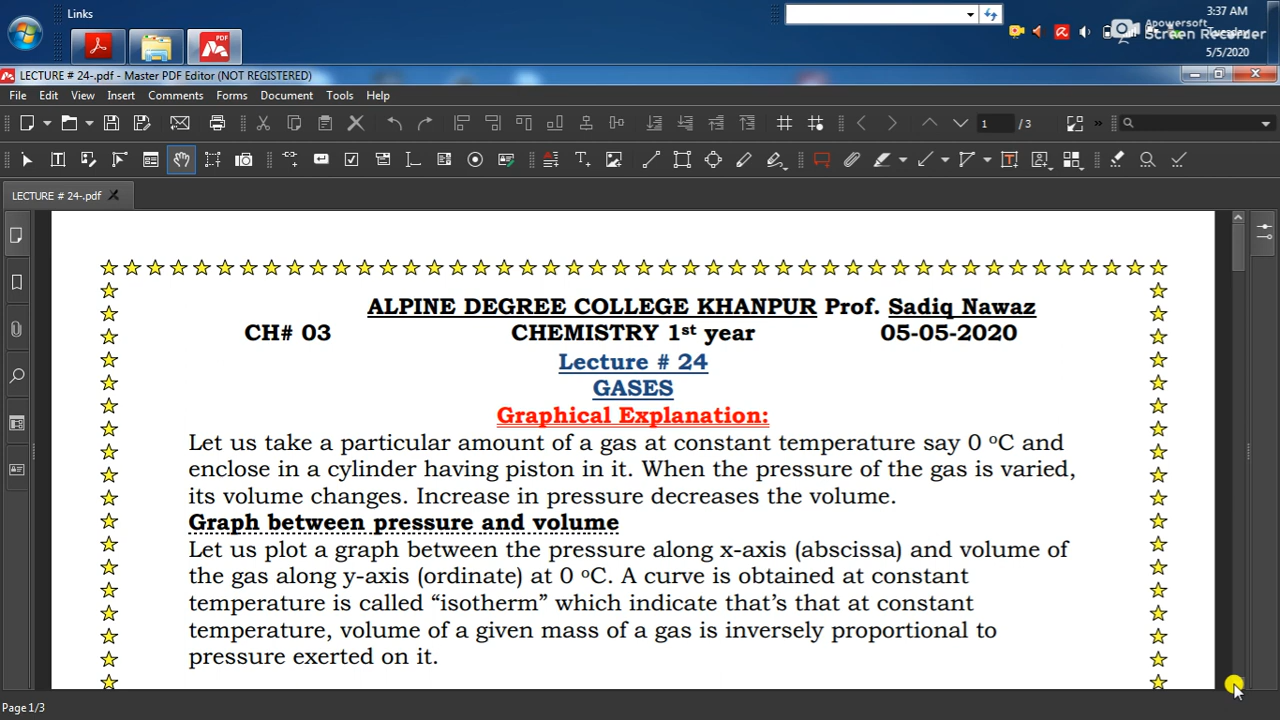 Links
3:37 AM
Tuesday
5/5/2020
Apowersoft
Screen Recorder
LECTURE # 24-.pdf - Master PDF Editor (NOT REGISTERED)
File Edit View Insert Comments Forms Document Tools Help
1 / 3
LECTURE # 24-.pdf
ALPINE DEGREE COLLEGE KHANPUR Prof. Sadiq Nawaz
CH# 03 CHEMISTRY 1st year 05-05-2020
Lecture # 24
GASES
Graphical Explanation:
Let us take a particular amount of a gas at constant temperature say 0 °C and
enclose in a cylinder having piston in it. When the pressure of the gas is varied,
its volume changes. Increase in pressure decreases the volume.
Graph between pressure and volume
Let us plot a graph between the pressure along x-axis (abscissa) and volume of
the gas along y-axis (ordinate) at 0 °C. A curve is obtained at constant
temperature is called “isotherm” which indicate that’s that at constant
temperature, volume of a given mass of a gas is inversely proportional to
pressure exerted on it.
Page 1/3